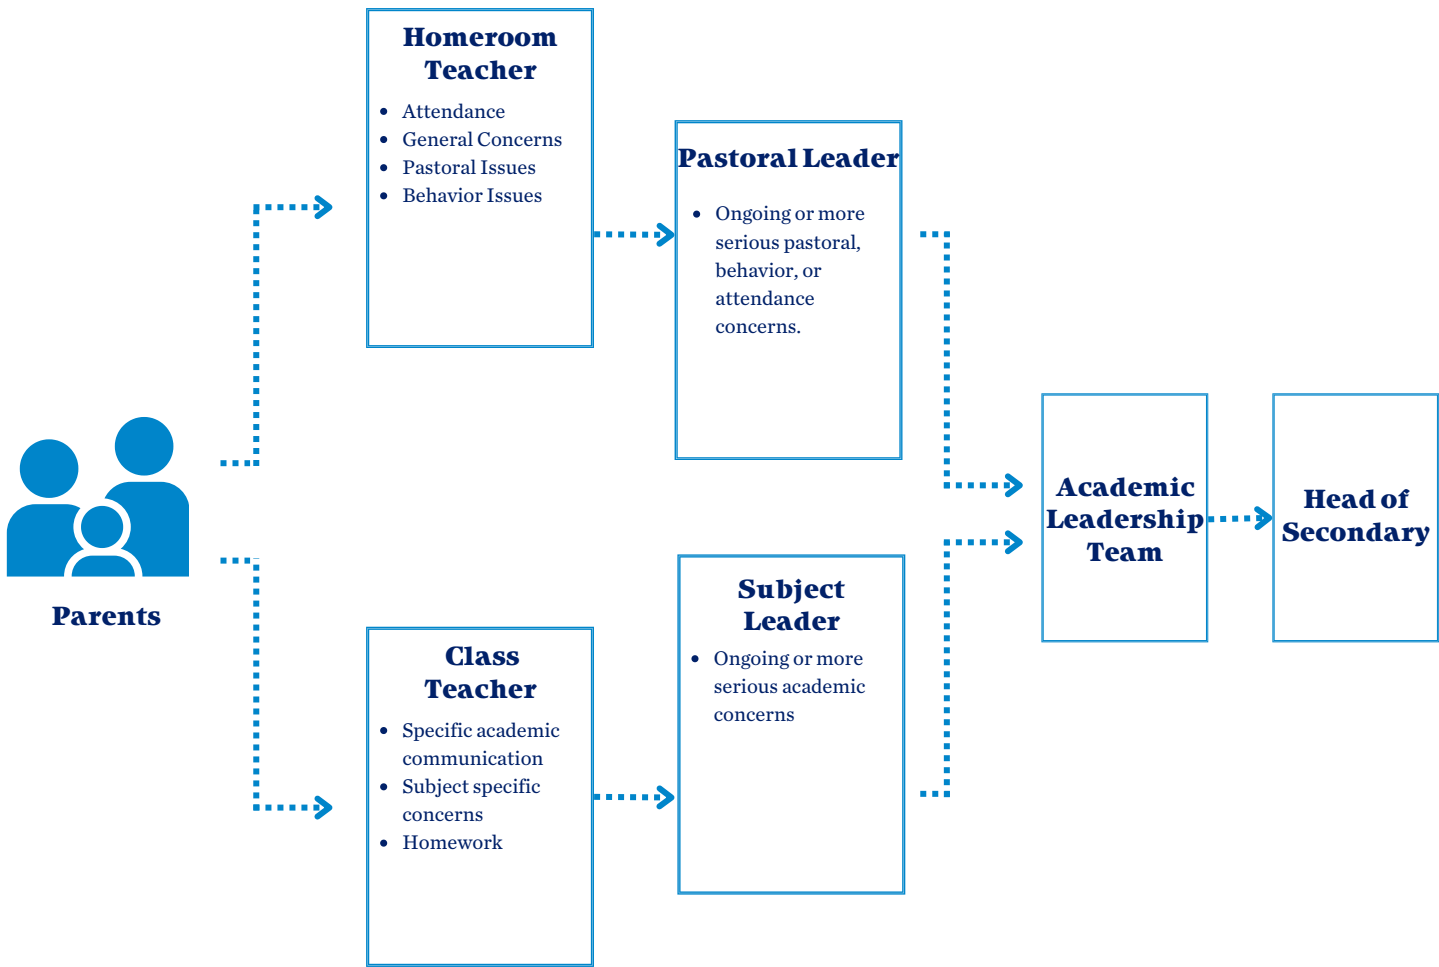 Homeroom
Teacher
• Attendance
• General Concerns
• Pastoral Issues
• Behavior Issues
Pastoral Leader
• Ongoing or more
serious pastoral,
behavior, or
attendance
concerns.
Parents
Class
Teacher
• Specific academic
communication
• Subject specific
concerns
• Homework
Subject
Leader
• Ongoing or more
serious academic
concerns
Academic
Leadership
Team
Head of
Secondary